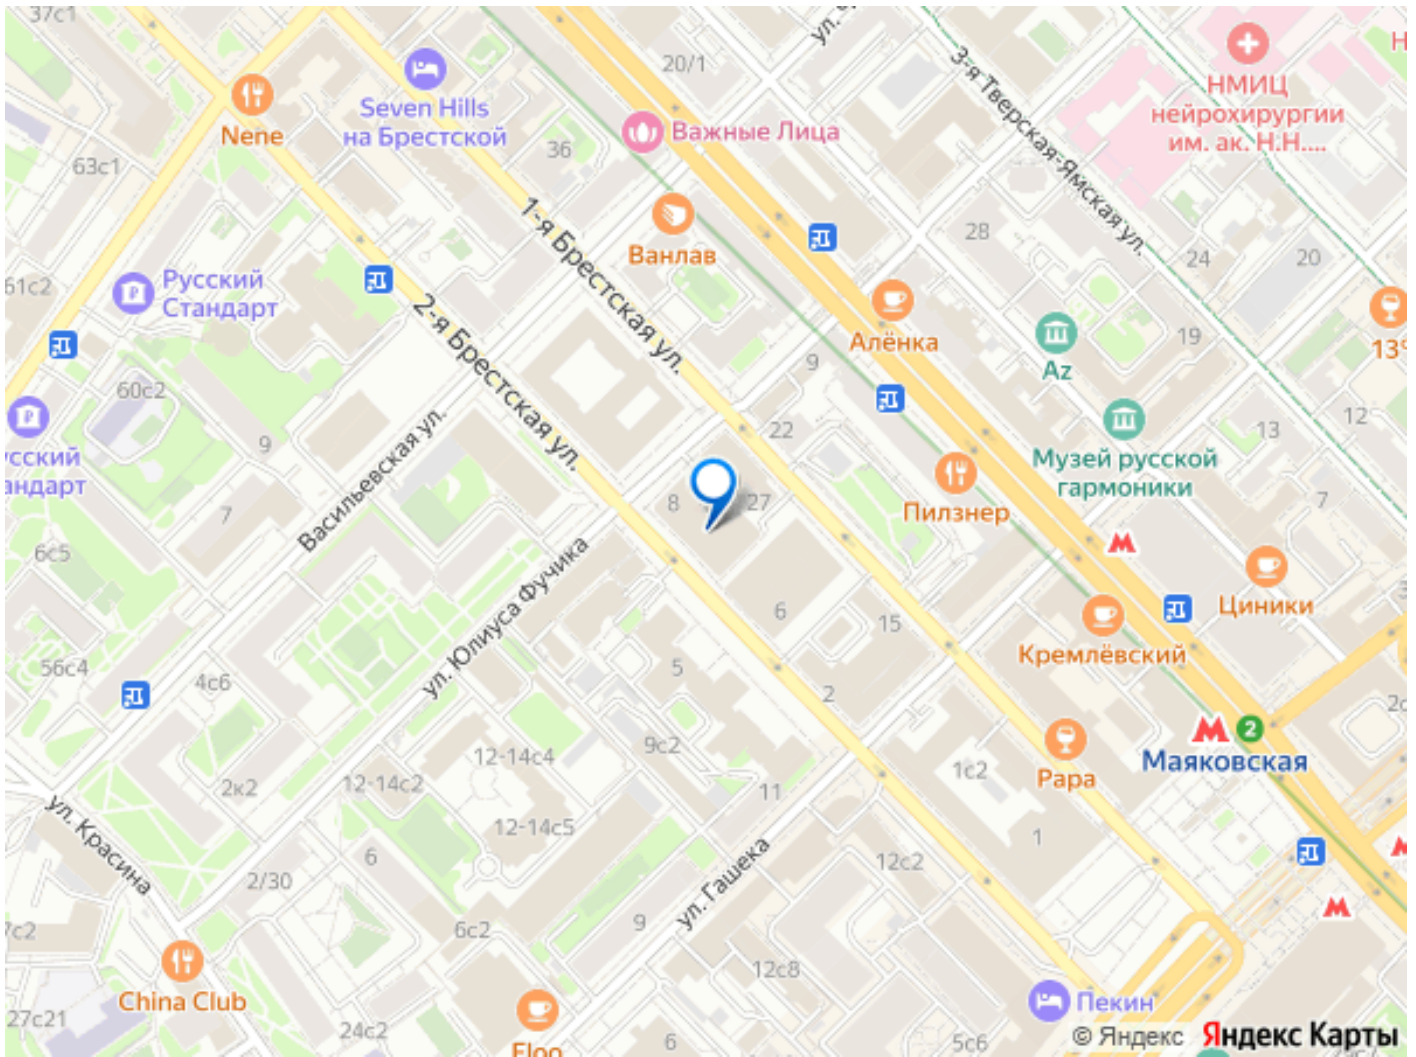 37с1
20/1
3-я Тверская-Ямская ул.
НМИЦ
нейрохирургии
им. ак. Н.Н....
Seven Hills
на Брестской
Nene
Важные Лица
36
63с1
1-я Брестская ул.
Ванлав
28
24
20
61с2
Русский
Стандарт
2-я Брестская ул.
Алёнка
Az
19
13°
9
60с2
Васильевская ул.
22
12
13
9
Музей русской
гармоники
8
27
Пилзнер
7
7
6с5
ул. Юлиуса Фучика
6
15
Циники
Кремлёвский
56с4
4с6
5
2
9с2
12-14с4
12-14с2
2к2
1с2
Рара
2
Маяковская
11
12-14с5
ул. Красина
6
1
2/30
ул. Гашека
12с2
9
6с2
12с8
China Club
27с21
24с2
Пекин
6
5с6
© Яндекс Яндекс Карты